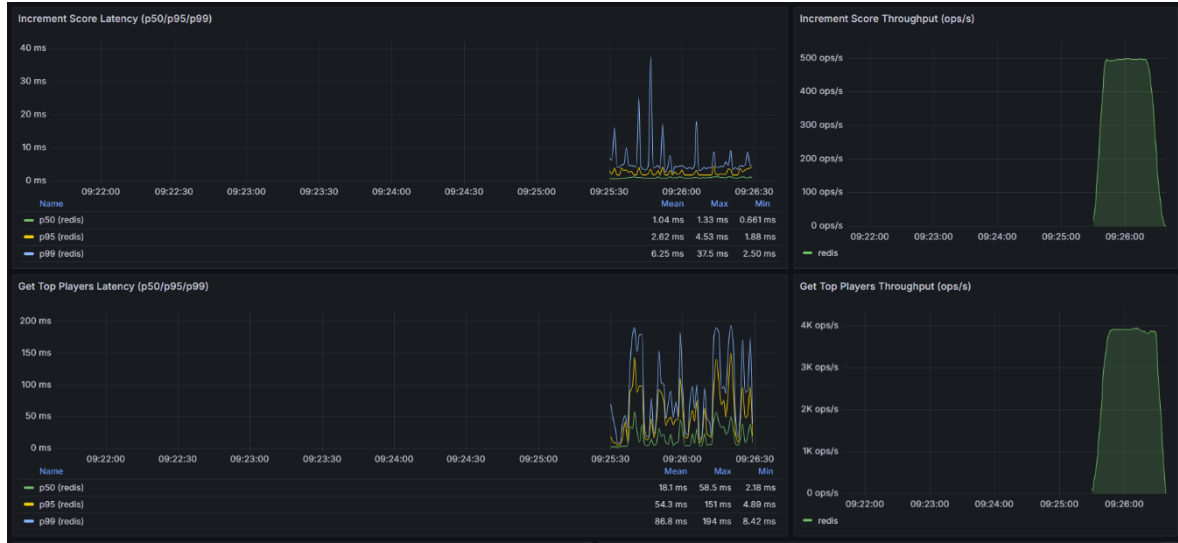 Increment Score Latency (p50/p95/p99)
40 ms
30 ms
20 ms
10 ms
0 ms
09:22:00 09:22:30 09:23:00 09:23:30 09:24:00 09:24:30 09:25:00 09:25:30 09:26:00 09:26:30
Name Mean Max Min
p50 (redis) 1.04 ms 1.33 ms 0.661 ms
p95 (redis) 2.62 ms 4.53 ms 1.88 ms
p99 (redis) 6.25 ms 37.5 ms 2.50 ms
Increment Score Throughput (ops/s)
500 ops/s
400 ops/s
300 ops/s
200 ops/s
100 ops/s
0 ops/s
09:22:00 09:23:00 09:24:00 09:25:00 09:26:00
redis
Get Top Players Latency (p50/p95/p99)
200 ms
150 ms
100 ms
50 ms
0 ms
09:22:00 09:22:30 09:23:00 09:23:30 09:24:00 09:24:30 09:25:00 09:25:30 09:26:00 09:26:30
Name Mean Max Min
p50 (redis) 18.1 ms 58.5 ms 2.18 ms
p95 (redis) 54.3 ms 151 ms 4.89 ms
p99 (redis) 86.8 ms 194 ms 8.42 ms
Get Top Players Throughput (ops/s)
4K ops/s
3K ops/s
2K ops/s
1K ops/s
0 ops/s
09:22:00 09:23:00 09:24:00 09:25:00 09:26:00
redis